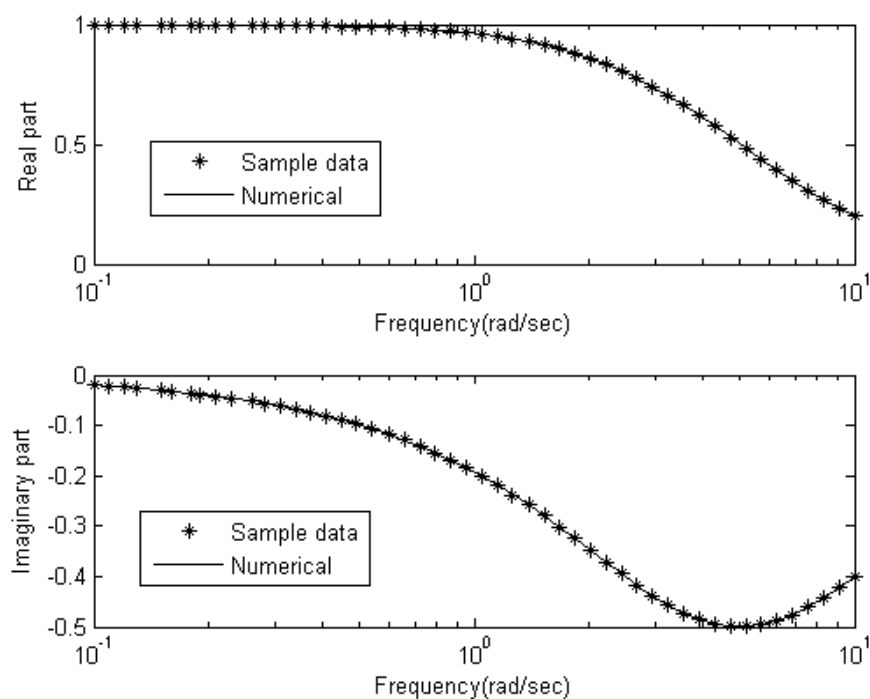 1
0.5
0
Real part
Sample data
Numerical
10^-1
10^0
10^1
Frequency(rad/sec)
0
-0.1
-0.2
-0.3
-0.4
-0.5
Imaginary part
Sample data
Numerical
10^-1
10^0
10^1
Frequency(rad/sec)